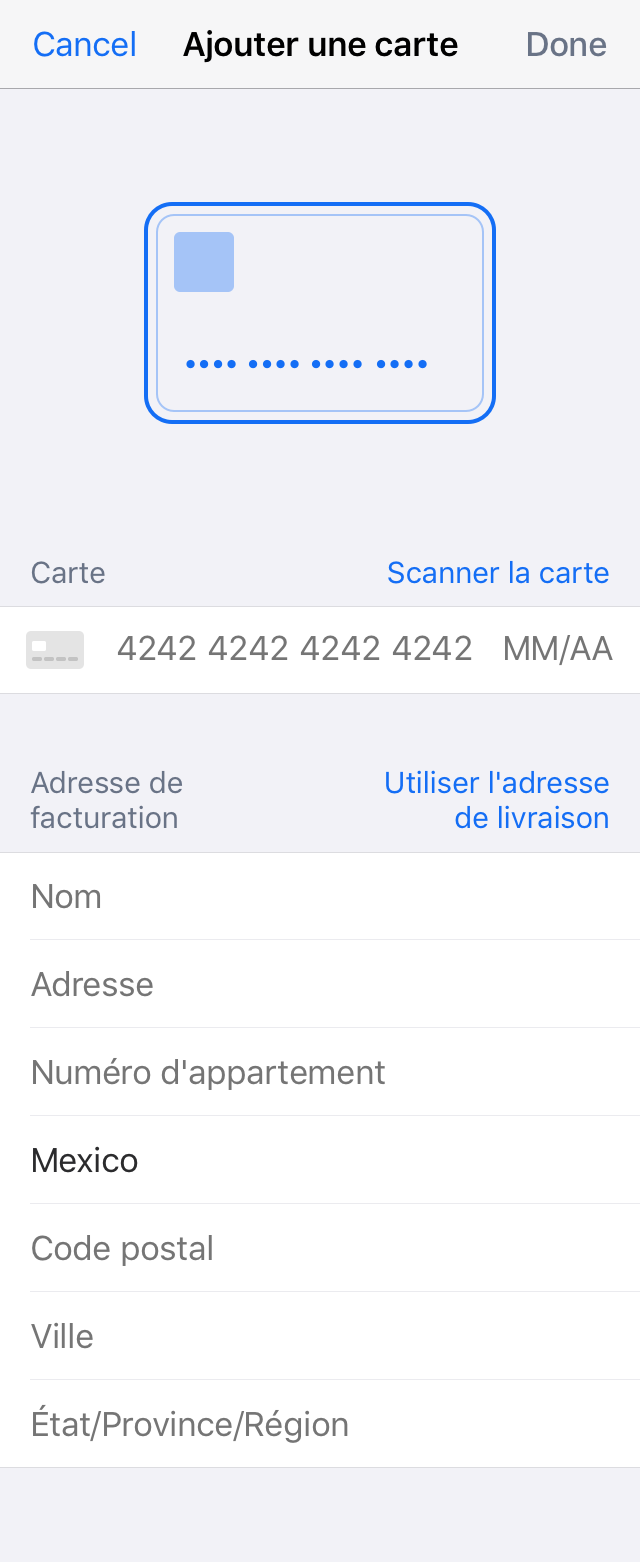 Cancel Ajouter une carte Done
•••• •••• •••• ••••
Carte Scanner la carte
4242 4242 4242 4242 MM/AA
Adresse de
facturation
Utiliser l'adresse
de livraison
Nom
Adresse
Numéro d'appartement
Mexico
Code postal
Ville
État/Province/Région